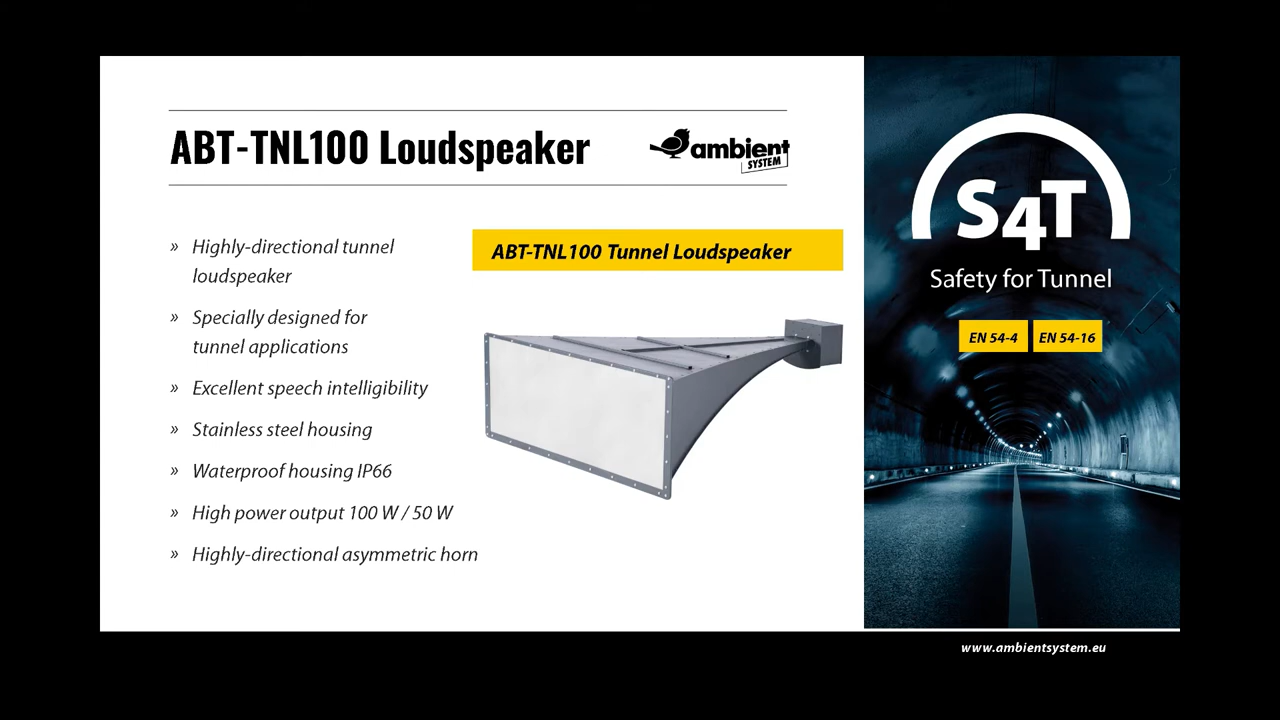 ABT-TNL100 Loudspeaker
ambient
SYSTEM
» Highly-directional tunnel
loudspeaker
» Specially designed for
tunnel applications
» Excellent speech intelligibility
» Stainless steel housing
» Waterproof housing IP66
» High power output 100 W / 50 W
» Highly-directional asymmetric horn
ABT-TNL100 Tunnel Loudspeaker
S4T
Safety for Tunnel
EN 54-4 EN 54-16
www.ambientsystem.eu